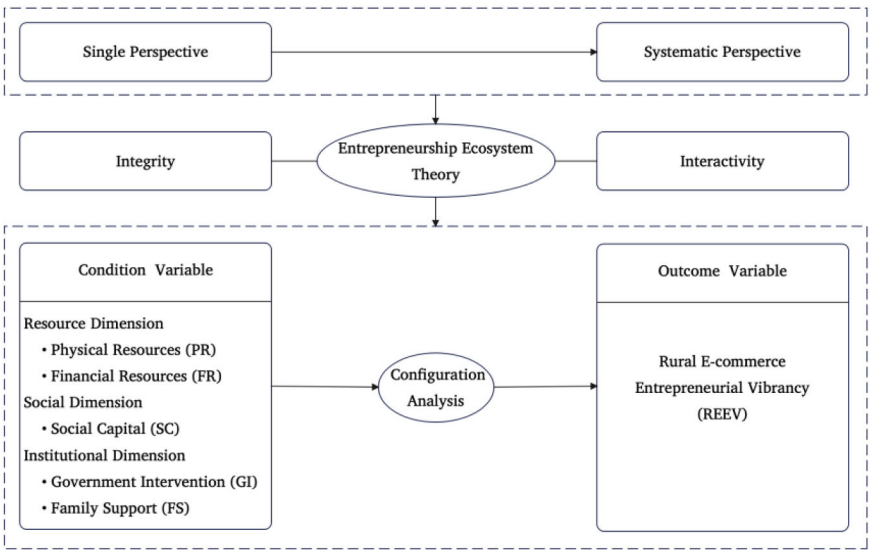 Single Perspective
Systematic Perspective
Integrity
Entrepreneurship Ecosystem
Theory
Interactivity
Condition Variable
Resource Dimension
• Physical Resources (PR)
• Financial Resources (FR)
Social Dimension
• Social Capital (SC)
Institutional Dimension
• Government Intervention (GI)
• Family Support (FS)
Configuration
Analysis
Outcome Variable
Rural E-commerce
Entrepreneurial Vibrancy
(REEV)